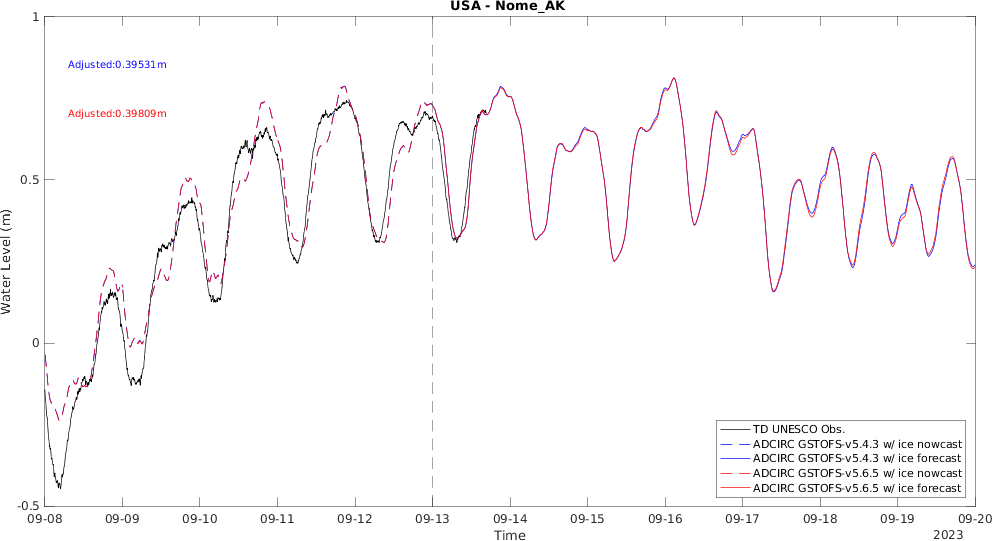 USA - Nome_AK
1
Adjusted:0.39531m
Adjusted:0.39809m
0.5
Water Level (m)
0
TD UNESCO Obs.
ADCIRC GSTOFS-v5.4.3 w/ ice nowcast
ADCIRC GSTOFS-v5.4.3 w/ ice forecast
ADCIRC GSTOFS-v5.6.5 w/ ice nowcast
ADCIRC GSTOFS-v5.6.5 w/ ice forecast
-0.5
09-08 09-09 09-10 09-11 09-12 09-13 09-14 09-15 09-16 09-17 09-18 09-19 09-20
Time
2023